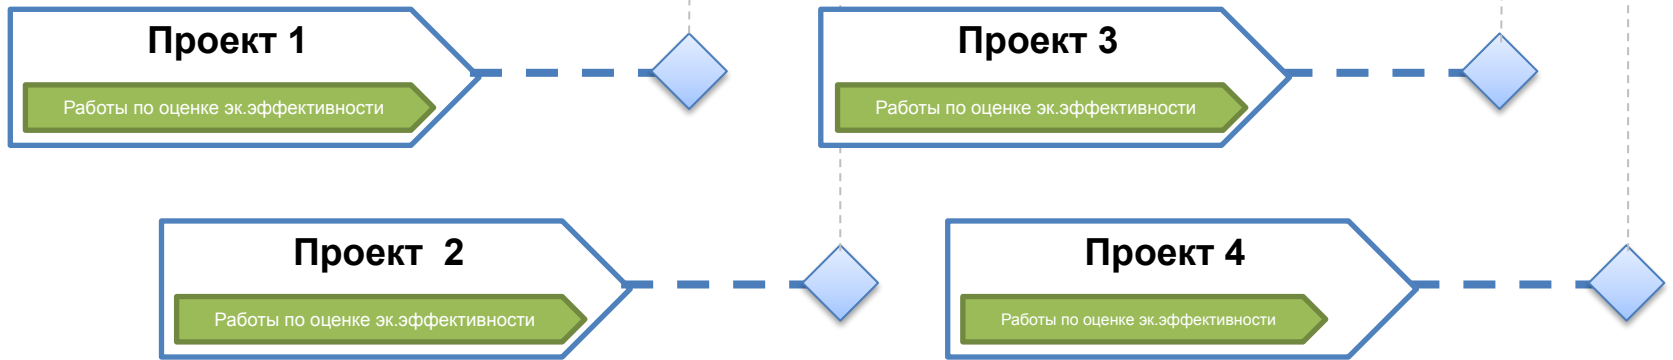 Проект 1
Работы по оценке эк.эффективности
Проект 3
Работы по оценке эк.эффективности
Проект 2
Работы по оценке эк.эффективности
Проект 4
Работы по оценке эк.эффективности